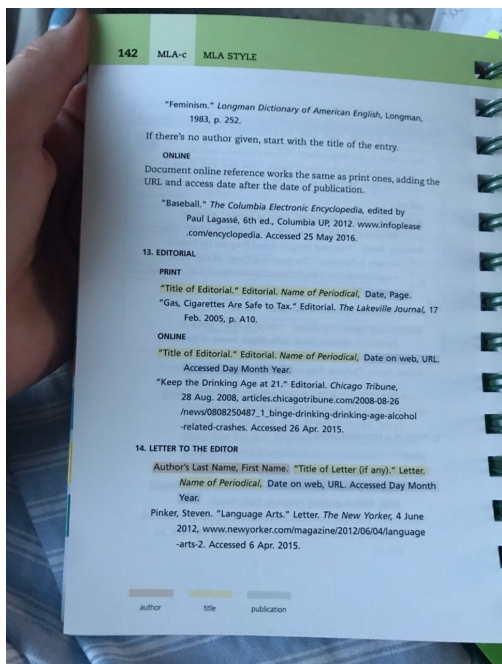 142 MLA-c MLA STYLE
"Feminism." Longman Dictionary of American English, Longman,
1983, p. 252.
If there's no author given, start with the title of the entry.
ONLINE
Document online reference works the same as print ones, adding the
URL and access date after the date of publication.
"Baseball." The Columbia Electronic Encyclopedia, edited by
Paul Lagassé, 6th ed., Columbia UP, 2012. www.infoplease
.com/encyclopedia. Accessed 25 May 2016.
13. EDITORIAL
PRINT
"Title of Editorial." Editorial. Name of Periodical, Date, Page.
"Gas, Cigarettes Are Safe to Tax." Editorial. The Lakeville Journal, 17
Feb. 2005, p. A10.
ONLINE
"Title of Editorial." Editorial. Name of Periodical, Date on web, URL.
Accessed Day Month Year.
"Keep the Drinking Age at 21." Editorial. Chicago Tribune,
28 Aug. 2008, articles.chicagotribune.com/2008-08-26
/news/0808250487_1_binge-drinking-drinking-age-alcohol
-related-crashes. Accessed 26 Apr. 2015.
14. LETTER TO THE EDITOR
Author's Last Name, First Name. "Title of Letter (if any)." Letter.
Name of Periodical, Date on web, URL. Accessed Day Month
Year.
Pinker, Steven. "Language Arts." Letter. The New Yorker, 4 June
2012, www.newyorker.com/magazine/2012/06/04/language
-arts-2. Accessed 6 Apr. 2015.
author title publication